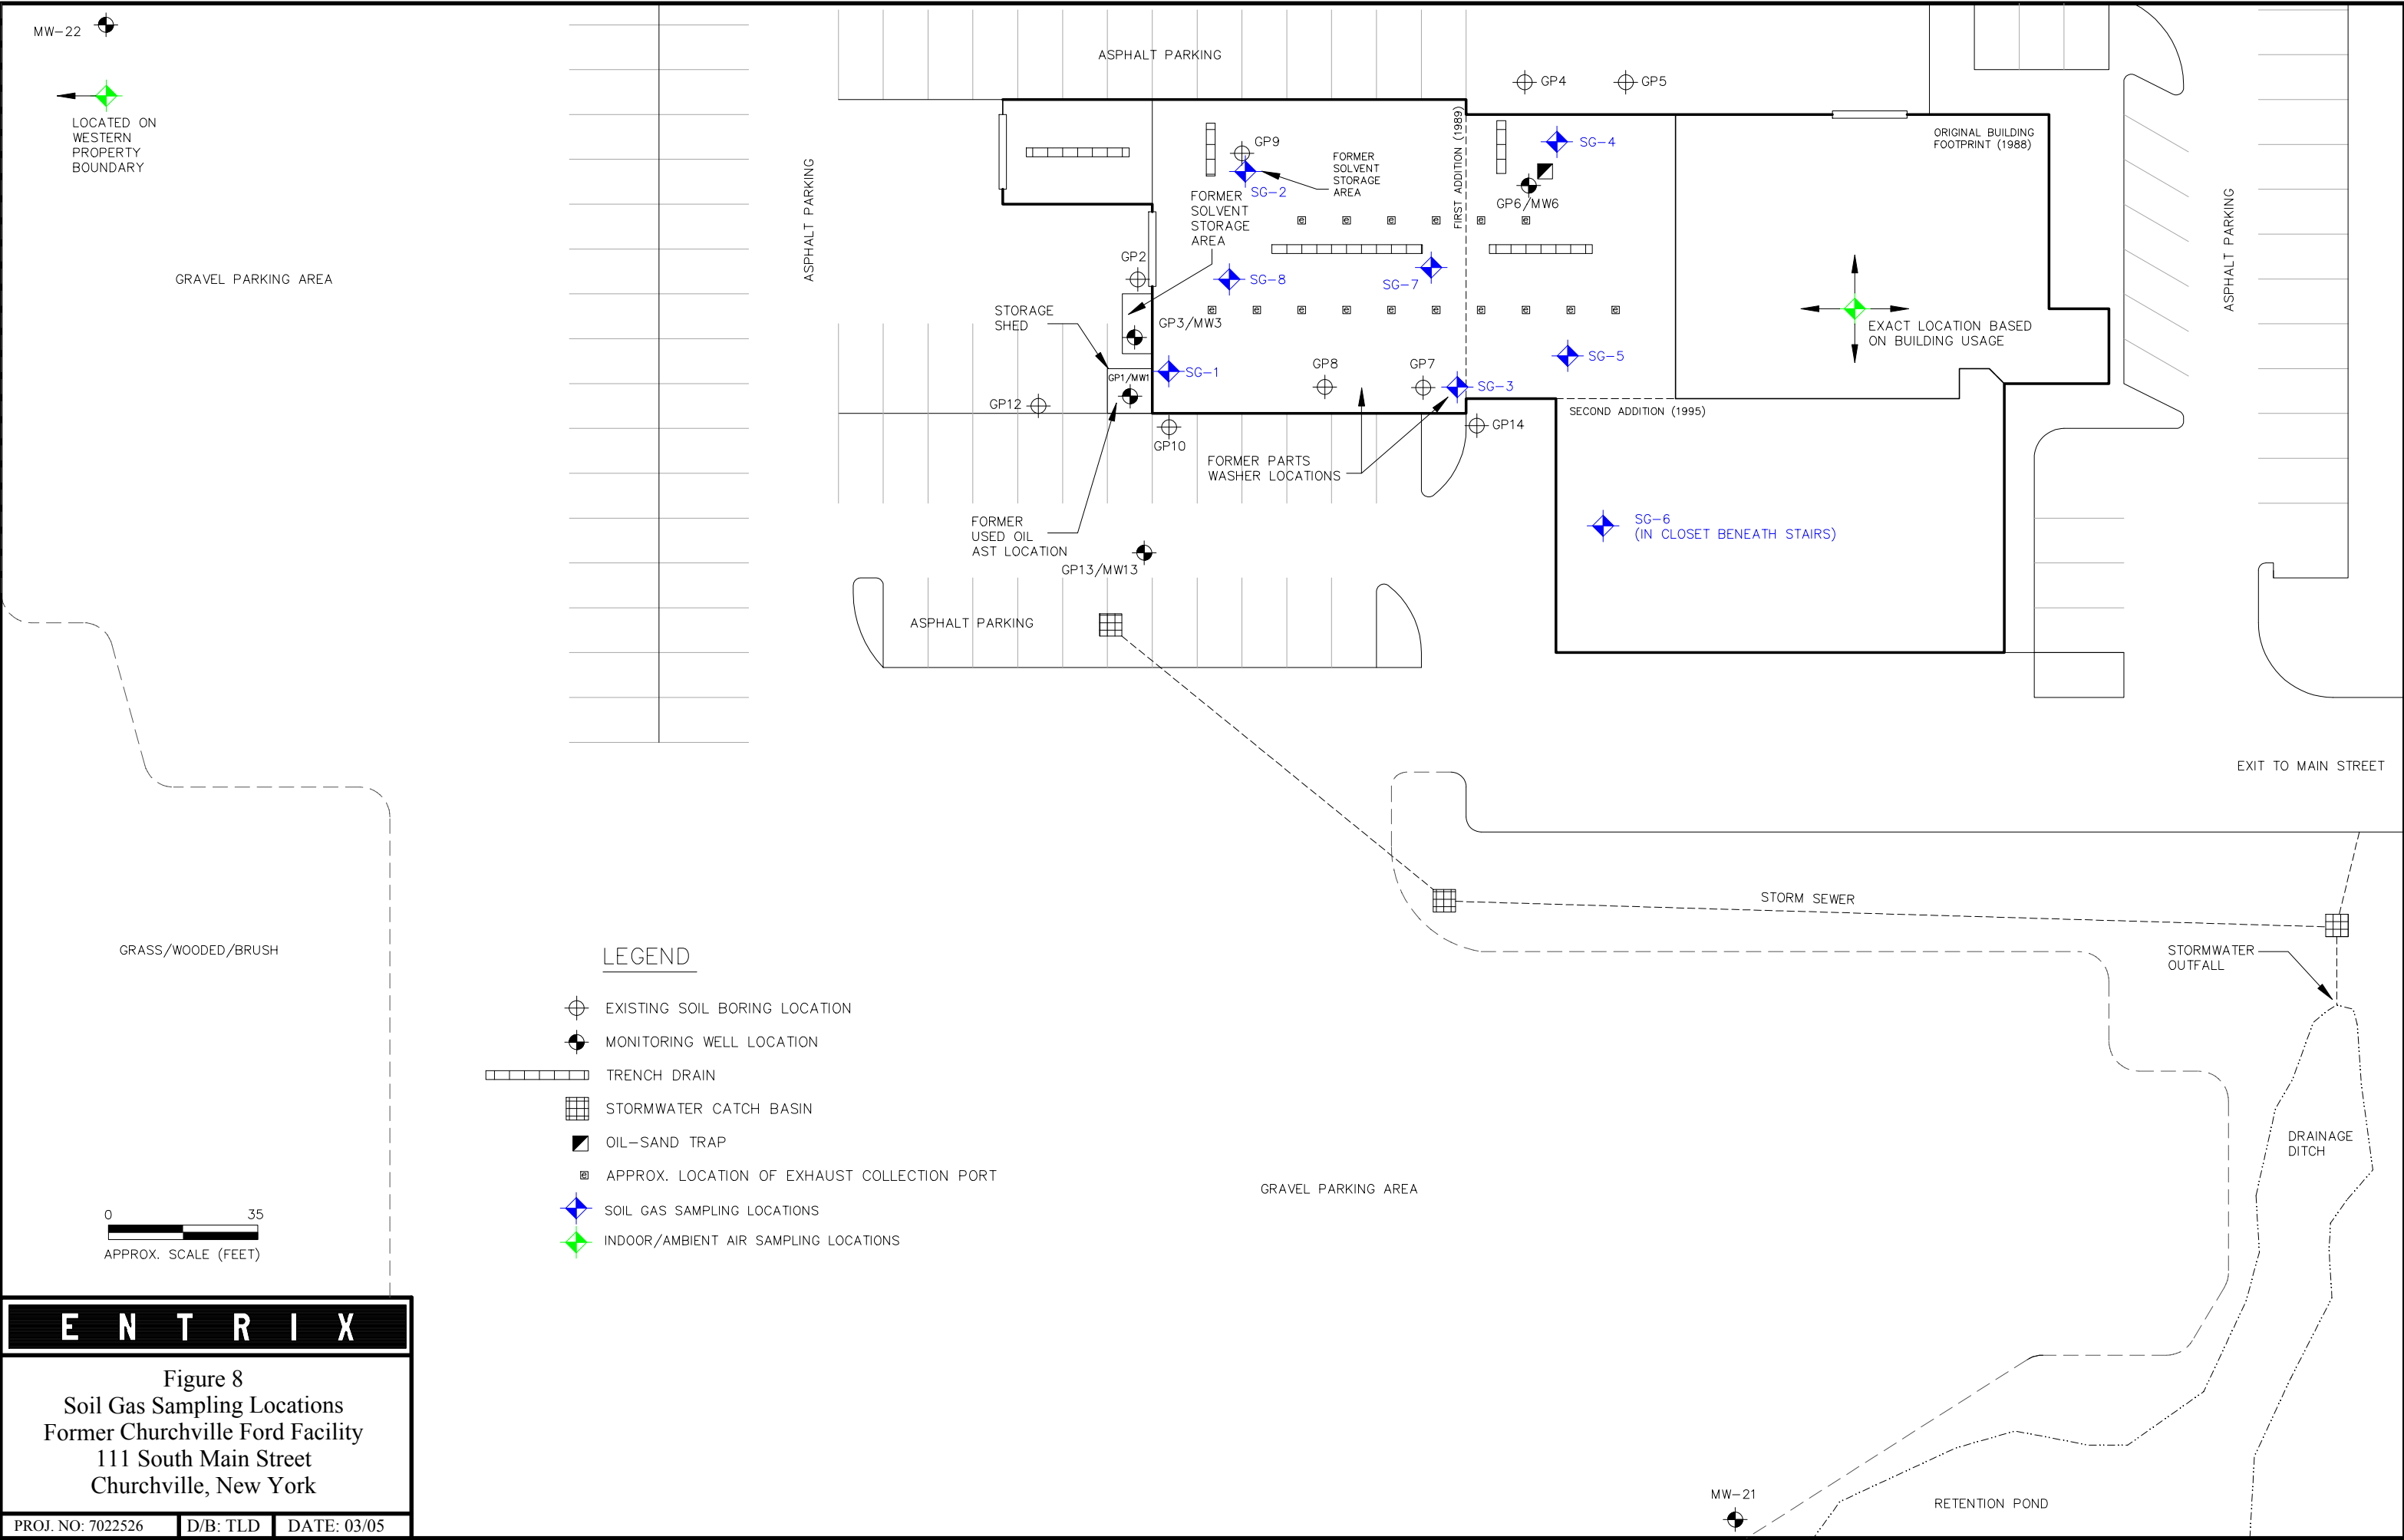 MW-22
LOCATED ON
WESTERN
PROPERTY
BOUNDARY
GRAVEL PARKING AREA
ASPHALT PARKING
ASPHALT PARKING
GP4
GP5
GP9
SG-2
FORMER
SOLVENT
STORAGE
AREA
FORMER
SOLVENT
STORAGE
AREA
FIRST ADDITION (1989)
SG-4
GP6/MW6
ORIGINAL BUILDING
FOOTPRINT (1988)
ASPHALT PARKING
GP2
SG-8
SG-7
STORAGE
SHED
GP3/MW3
EXACT LOCATION BASED
ON BUILDING USAGE
SG-1
GP8
GP7
SG-5
SG-3
GP1/MW1
GP12
SECOND ADDITION (1995)
GP10
GP14
FORMER PARTS
WASHER LOCATIONS
FORMER
USED OIL
AST LOCATION
SG-6
(IN CLOSET BENEATH STAIRS)
GP13/MW13
ASPHALT PARKING
EXIT TO MAIN STREET
STORM SEWER
STORMWATER
OUTFALL
GRASS/WOODED/BRUSH
LEGEND
EXISTING SOIL BORING LOCATION
MONITORING WELL LOCATION
TRENCH DRAIN
STORMWATER CATCH BASIN
OIL-SAND TRAP
APPROX. LOCATION OF EXHAUST COLLECTION PORT
SOIL GAS SAMPLING LOCATIONS
INDOOR/AMBIENT AIR SAMPLING LOCATIONS
DRAINAGE
DITCH
GRAVEL PARKING AREA
0 35
APPROX. SCALE (FEET)
ENTRIX
Figure 8
Soil Gas Sampling Locations
Former Churchville Ford Facility
111 South Main Street
Churchville, New York
PROJ. NO: 7022526 D/B: TLD DATE: 03/05
MW-21
RETENTION POND